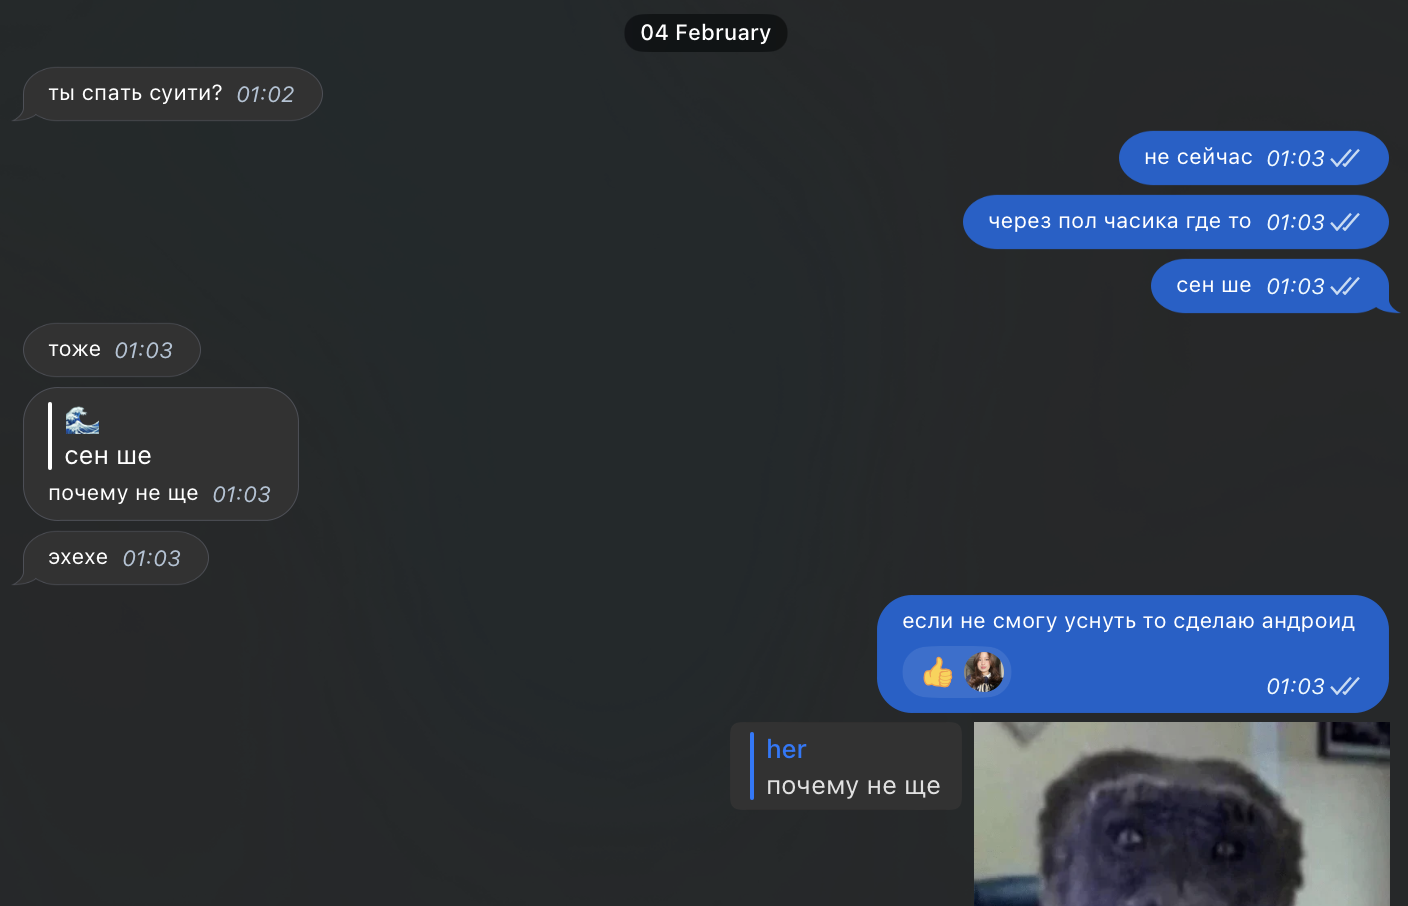 04 February
ты спать суити? 01:02
не сейчас 01:03
через пол часика где то 01:03
сен ше 01:03
тоже 01:03
сен ше
почему не ще 01:03
эхехе 01:03
если не смогу уснуть то сделаю андроид
01:03
her
почему не ще